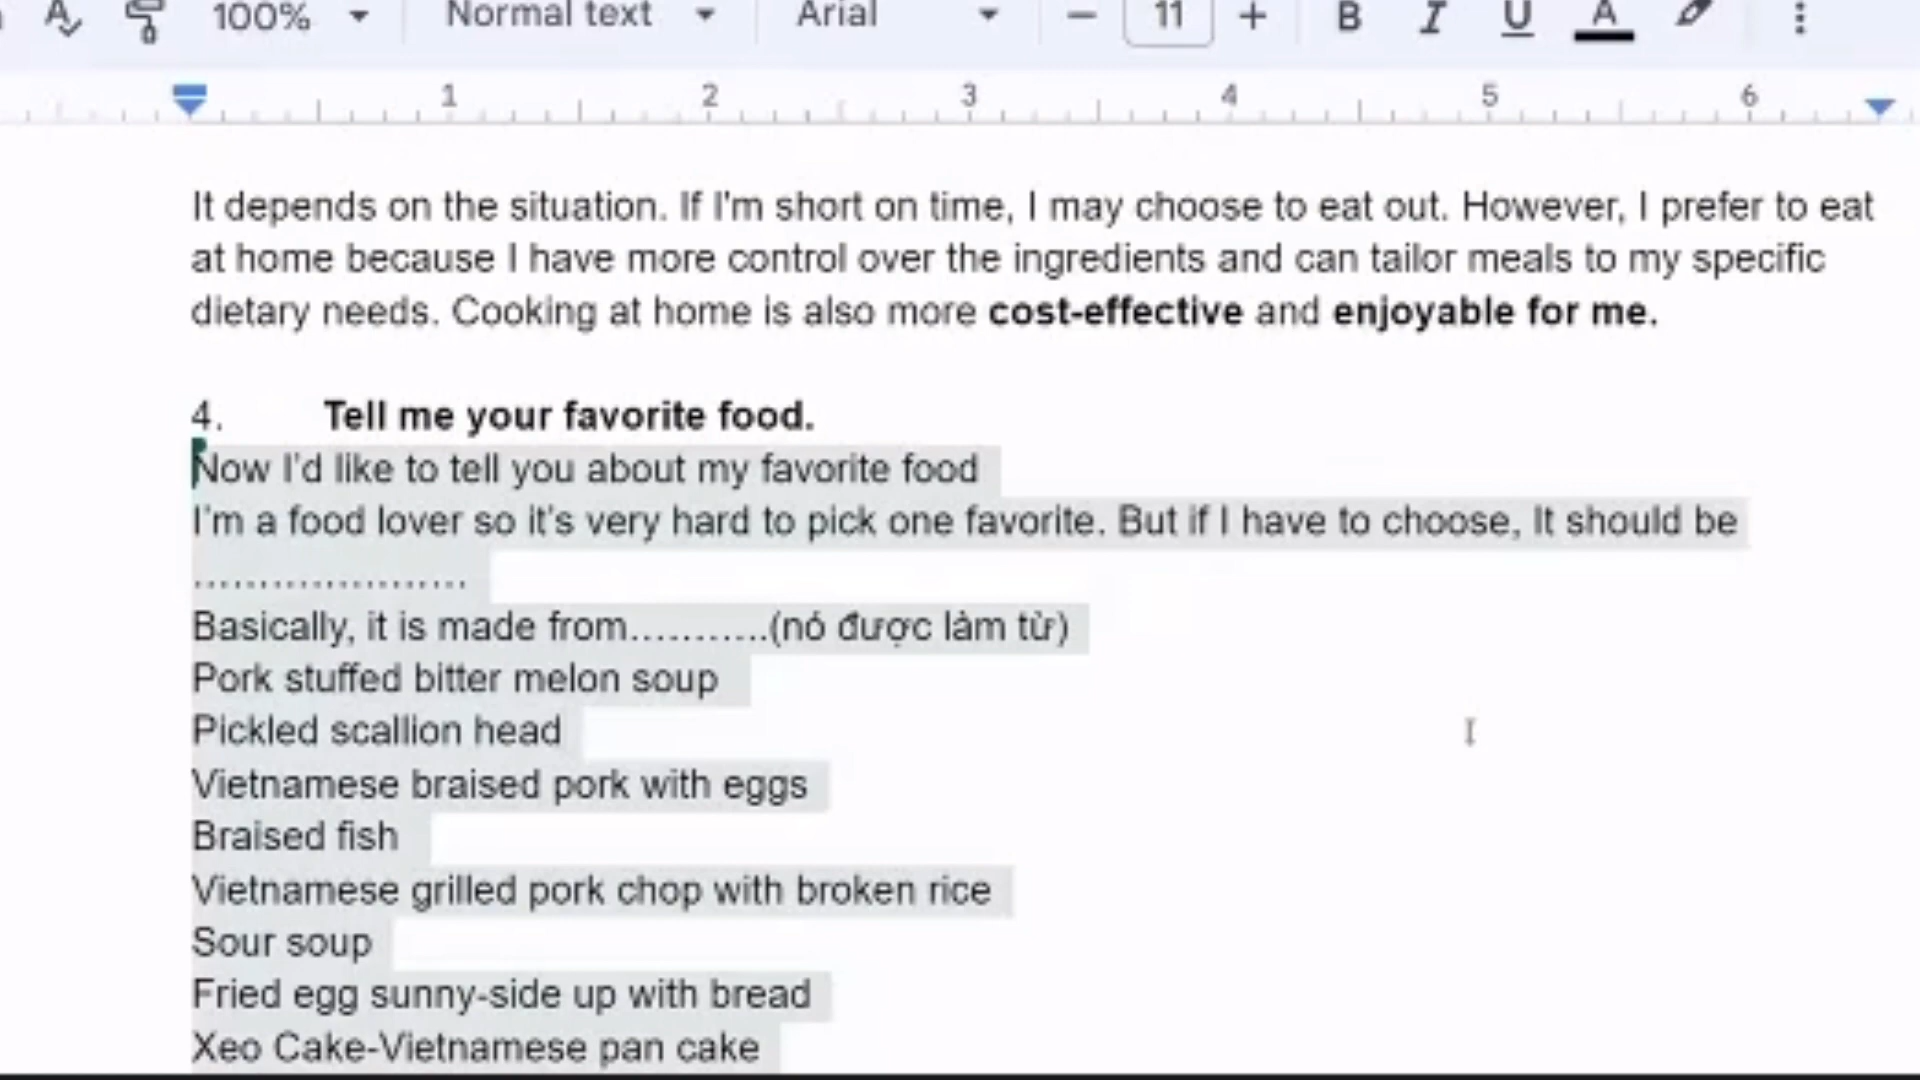 100% Normal text Arial 11 B I U A
1 2 3 4 5 6
It depends on the situation. If I'm short on time, I may choose to eat out. However, I prefer to eat
at home because I have more control over the ingredients and can tailor meals to my specific
dietary needs. Cooking at home is also more cost-effective and enjoyable for me.
4. Tell me your favorite food.
Now I'd like to tell you about my favorite food
I'm a food lover so it's very hard to pick one favorite. But if I have to choose, It should be
.....................
Basically, it is made from...........(nó được làm từ)
Pork stuffed bitter melon soup
Pickled scallion head
Vietnamese braised pork with eggs
Braised fish
Vietnamese grilled pork chop with broken rice
Sour soup
Fried egg sunny-side up with bread
Xeo Cake-Vietnamese pan cake